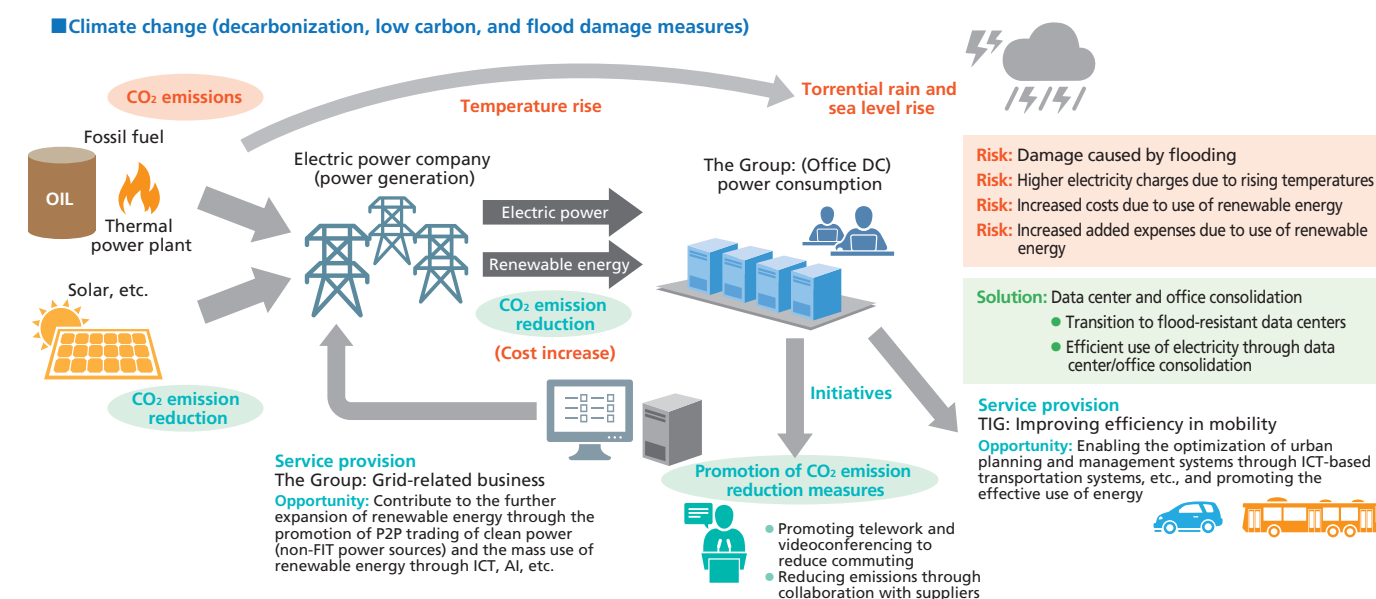 ■Climate change (decarbonization, low carbon, and flood damage measures)
CO₂ emissions
Temperature rise
Torrential rain and
sea level rise
Fossil fuel
OIL
Thermal
power plant
Solar, etc.
CO₂ emission
reduction
Electric power company
(power generation)
Electric power
Renewable energy
CO₂ emission
reduction
(Cost increase)
The Group: (Office DC)
power consumption
Risk: Damage caused by flooding
Risk: Higher electricity charges due to rising temperatures
Risk: Increased costs due to use of renewable energy
Risk: Increased added expenses due to use of renewable
energy
Solution: Data center and office consolidation
● Transition to flood-resistant data centers
● Efficient use of electricity through data
center/office consolidation
Service provision
The Group: Grid-related business
Opportunity: Contribute to the further
expansion of renewable energy through the
promotion of P2P trading of clean power
(non-FIT power sources) and the mass use of
renewable energy through ICT, AI, etc.
Initiatives
Promotion of CO₂ emission
reduction measures
● Promoting telework and
videoconferencing to
reduce commuting
● Reducing emissions through
collaboration with suppliers
Service provision
TIG: Improving efficiency in mobility
Opportunity: Enabling the optimization of urban
planning and management systems through ICT-based
transportation systems, etc., and promoting the
effective use of energy